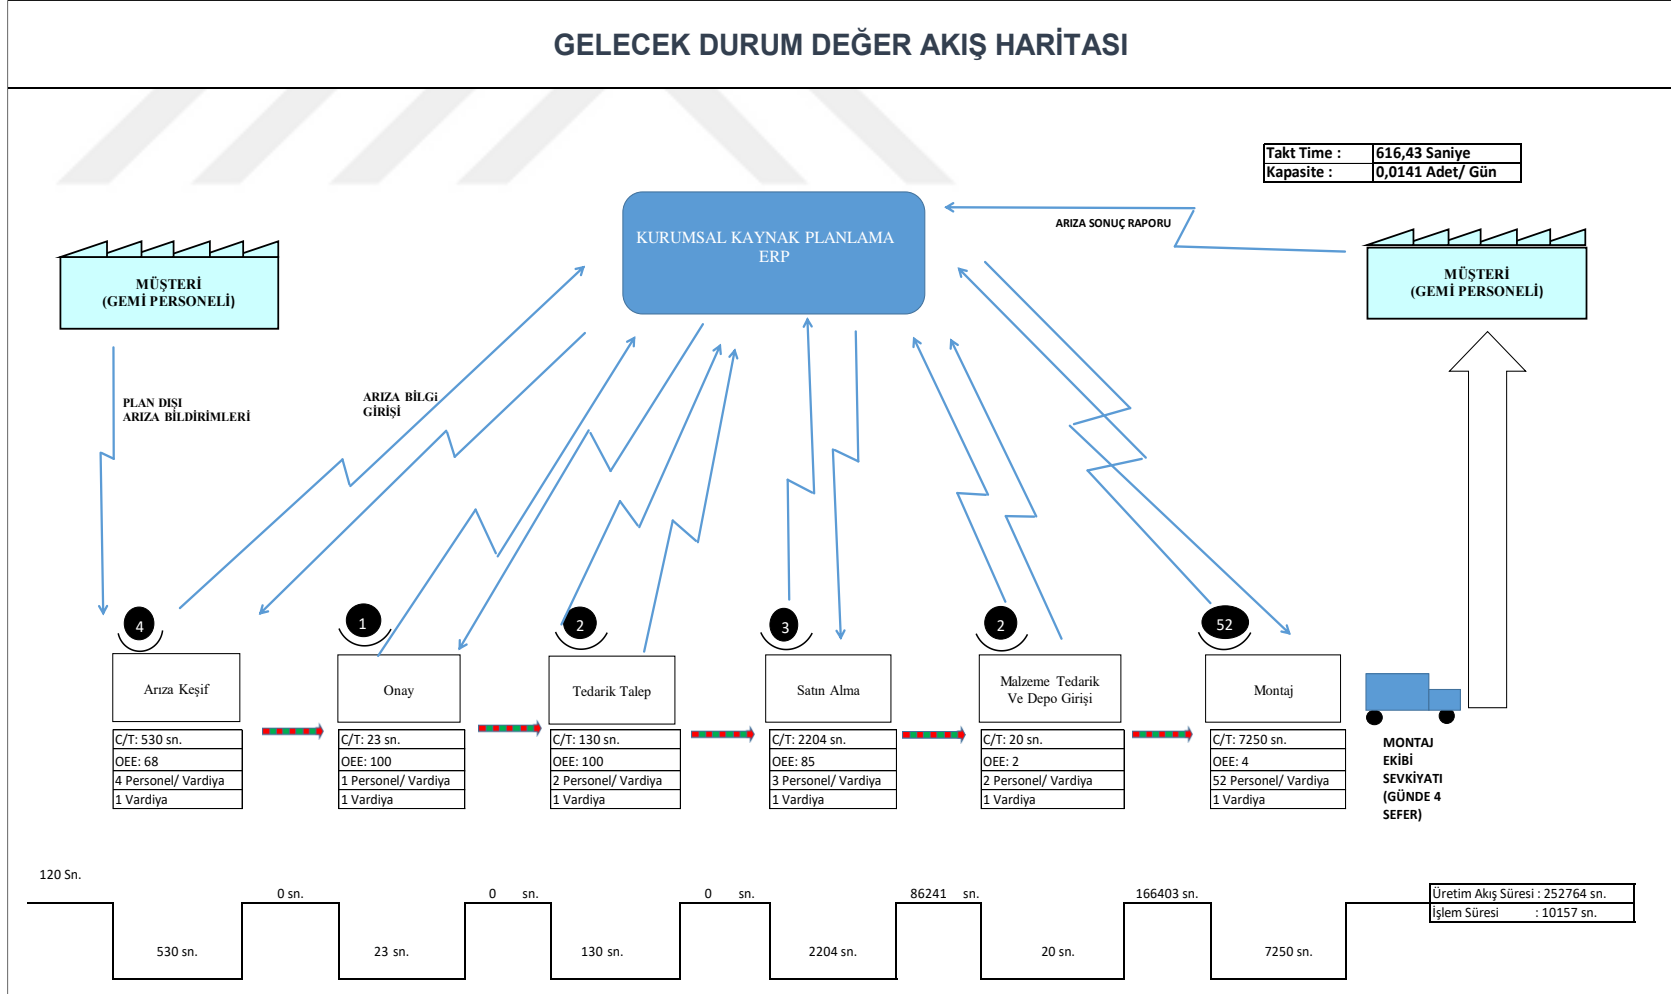 GELECEK DURUM DEĞER AKIŞ HARİTASI
Takt Time : 616,43 Saniye
Kapasite : 0,0141 Adet/ Gün
KURUMSAL KAYNAK PLANLAMA
ERP
ARIZA SONUÇ RAPORU
MÜŞTERİ
(GEMİ PERSONELİ)
MÜŞTERİ
(GEMİ PERSONELİ)
PLAN DIŞI
ARIZA BİLDİRİMLERİ
ARIZA BİLGi
GİRİŞİ
4
1
2
3
2
52
Arıza Keşif
Onay
Tedarik Talep
Satın Alma
Malzeme Tedarik
Ve Depo Girişi
Montaj
C/T: 530 sn.
OEE: 68
4 Personel/ Vardiya
1 Vardiya
C/T: 23 sn.
OEE: 100
1 Personel/ Vardiya
1 Vardiya
C/T: 130 sn.
OEE: 100
2 Personel/ Vardiya
1 Vardiya
C/T: 2204 sn.
OEE: 85
3 Personel/ Vardiya
1 Vardiya
C/T: 20 sn.
OEE: 2
2 Personel/ Vardiya
1 Vardiya
C/T: 7250 sn.
OEE: 4
52 Personel/ Vardiya
1 Vardiya
MONTAJ
EKİBİ
SEVKİYATI
(GÜNDE 4
SEFER)
120 Sn.
0 sn.
0 sn.
0 sn.
86241 sn.
166403 sn.
Üretim Akış Süresi : 252764 sn.
İşlem Süresi : 10157 sn.
530 sn.
23 sn.
130 sn.
2204 sn.
20 sn.
7250 sn.